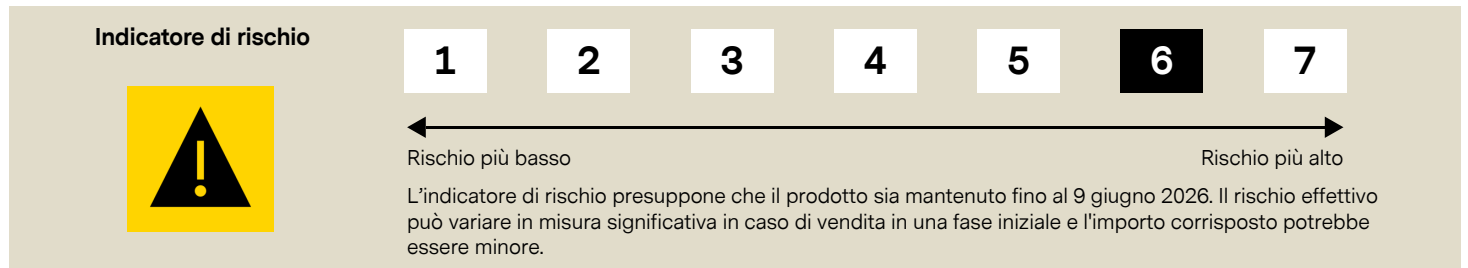 Indicatore di rischio
1 2 3 4 5 6 7
Rischio più basso Rischio più alto
L’indicatore di rischio presuppone che il prodotto sia mantenuto fino al 9 giugno 2026. Il rischio effettivo
può variare in misura significativa in caso di vendita in una fase iniziale e l'importo corrisposto potrebbe
essere minore.